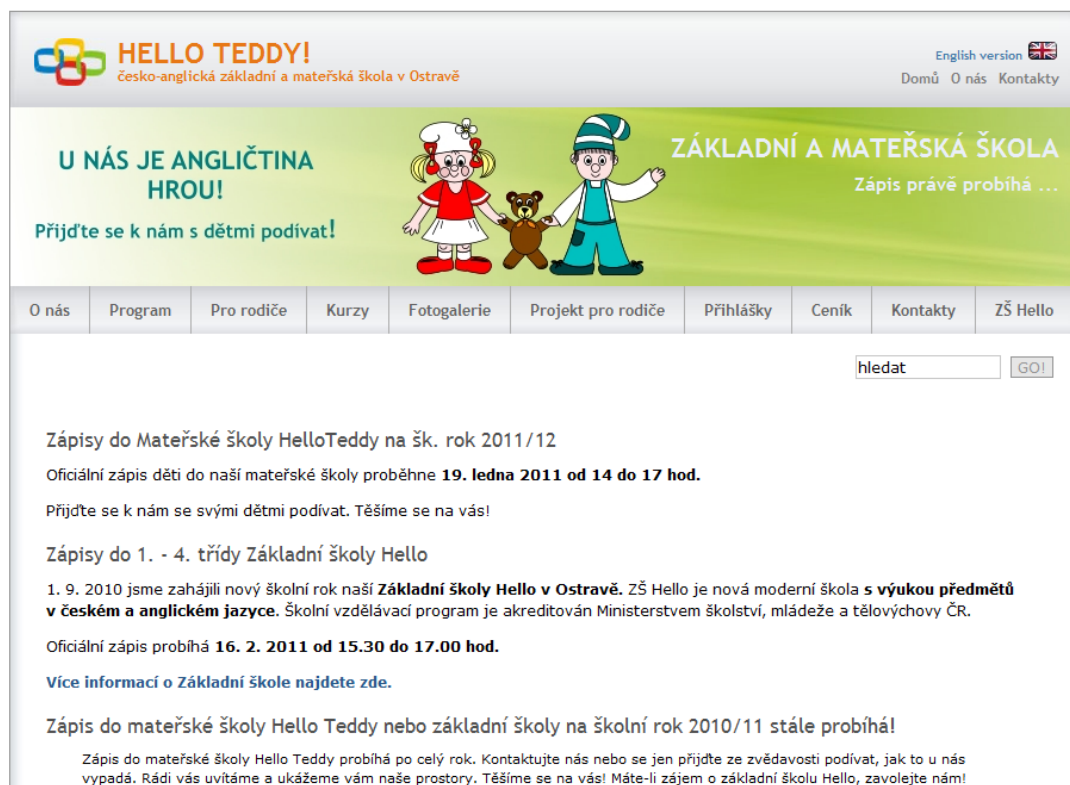 HELLO TEDDY!
česko-anglická základní a mateřská škola v Ostravě
English version
Domů O nás Kontakty
U NÁS JE ANGLIČTINA
HROU!
Přijďte se k nám s dětmi podívat!
ZÁKLADNÍ A MATEŘSKÁ ŠKOLA
Zápis právě probíhá ...
O nás Program Pro rodiče Kurzy Fotogalerie Projekt pro rodiče Přihlášky Ceník Kontakty ZŠ Hello
hledat GO!
Zápisy do Mateřské školy HelloTeddy na šk. rok 2011/12
Oficiální zápis děti do naší mateřské školy proběhne 19. ledna 2011 od 14 do 17 hod.
Přijďte se k nám se svými dětmi podívat. Těšíme se na vás!
Zápisy do 1. - 4. třídy Základní školy Hello
1. 9. 2010 jsme zahájili nový školní rok naší Základní školy Hello v Ostravě. ZŠ Hello je nová moderní škola s výukou předmětů
v českém a anglickém jazyce. Školní vzdělávací program je akreditován Ministerstvem školství, mládeže a tělovýchovy ČR.
Oficiální zápis probíhá 16. 2. 2011 od 15.30 do 17.00 hod.
Více informací o Základní škole najdete zde.
Zápis do mateřské školy Hello Teddy nebo základní školy na školní rok 2010/11 stále probíhá!
Zápis do mateřské školy Hello Teddy probíhá po celý rok. Kontaktujte nás nebo se jen přijďte ze zvědavosti podívat, jak to u nás
vypadá. Rádi vás uvítáme a ukážeme vám naše prostory. Těšíme se na vás! Máte-li zájem o základní školu Hello, zavolejte nám!